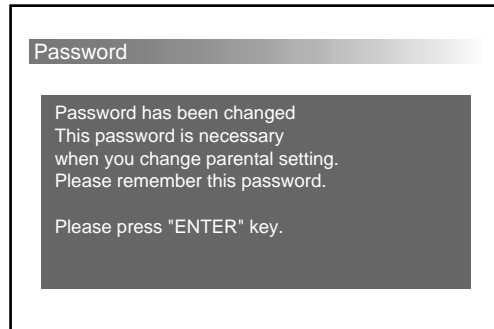 Password
Password has been changed
This password is necessary
when you change parental setting.
Please remember this password.
Please press "ENTER" key.